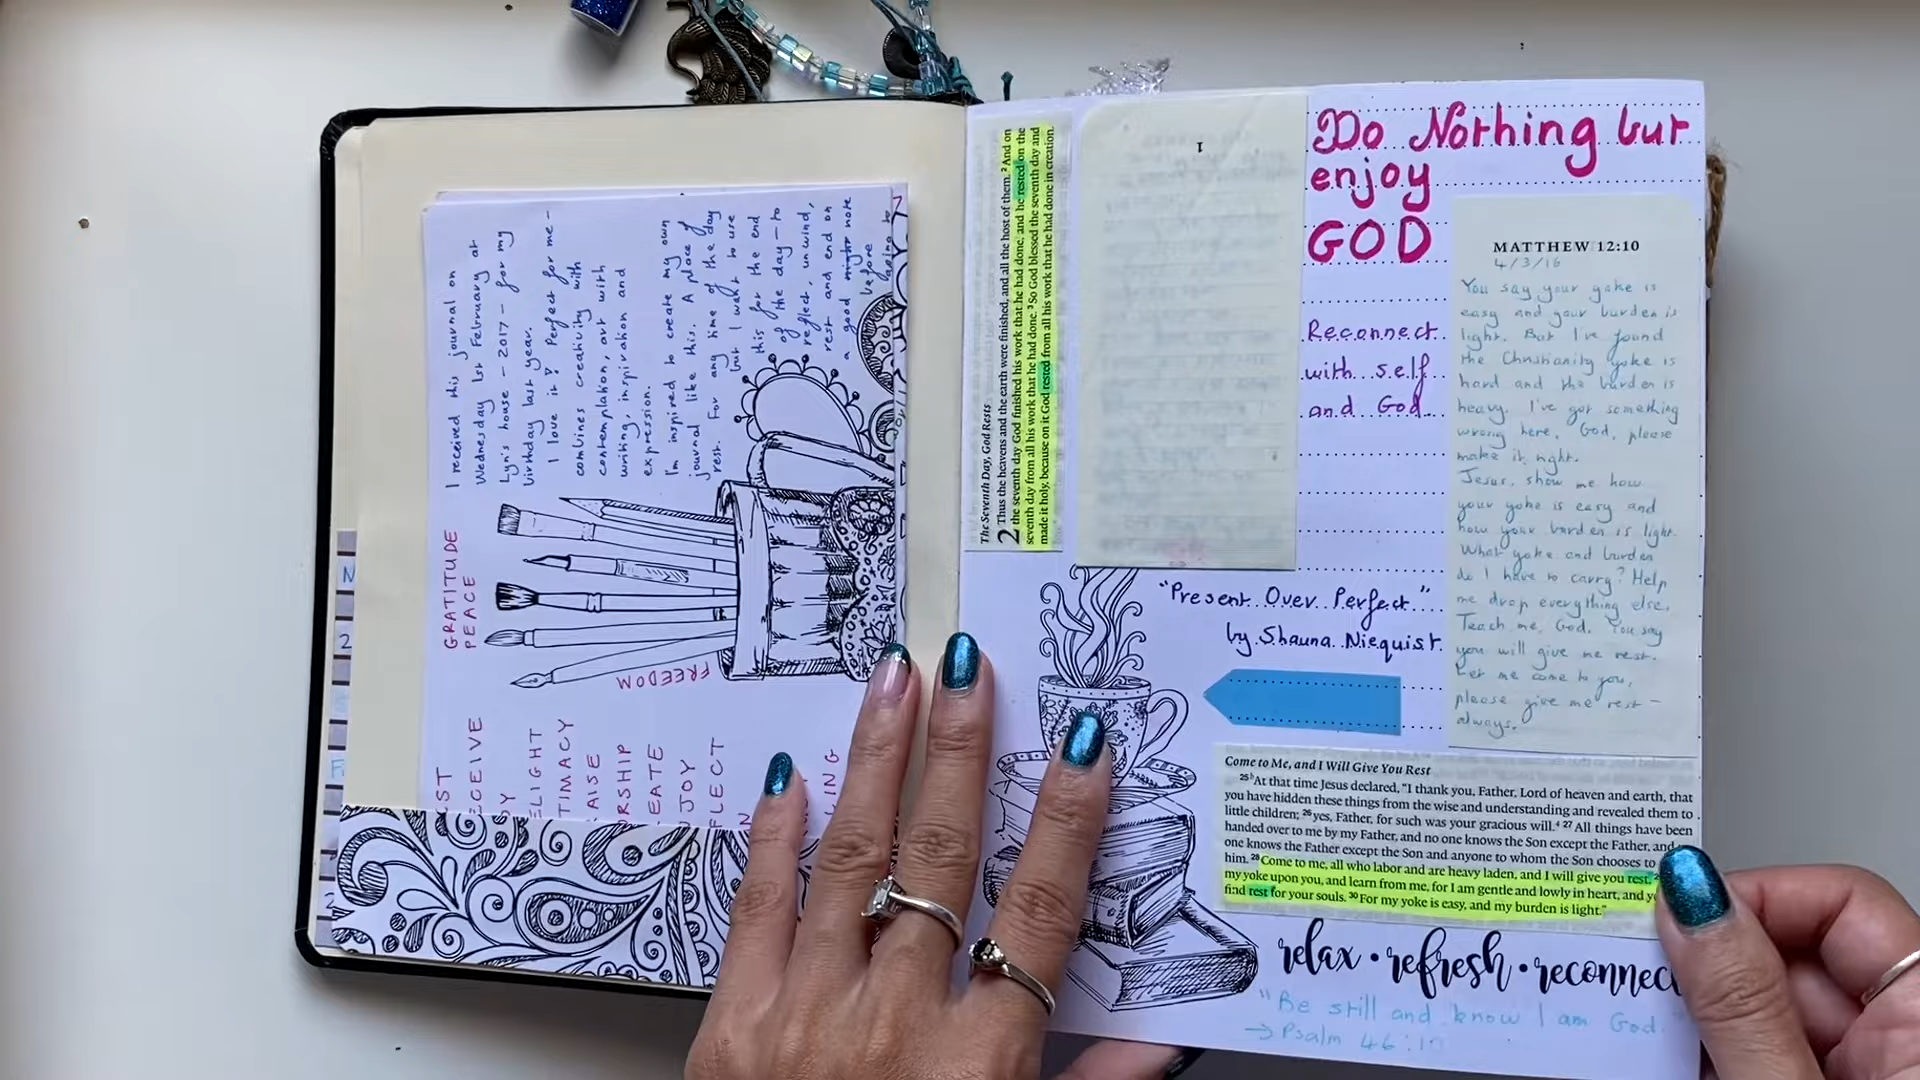 I received this journal on
Wednesday 1st February at
Lyn's house - 2017 - for my
birthday last year.
I love it! Perfect for me -
combines creativity with
contemplation, art with
writing, inspiration and
expression.
I'm inspired to create my own
journal like this. A place of
rest. For any time of the day
but I want to use
this for the end
of the day - to
reflect, unwind,
rest and end on
a good night note
before
GRATITUDE
PEACE
FREEDOM
N
2
The Seventh Day, God Rests
2 Thus the heavens and the earth were finished, and all the host of them. 2 And on
the seventh day God finished his work that he had done, and he rested on the
seventh day from all his work that he had done. 3 So God blessed the seventh day and
made it holy, because on it God rested from all his work that he had done in creation.
1
Do Nothing but
enjoy
GOD
Reconnect
with self
and God
"Present Over Perfect"
by Shauna Niequist
MATTHEW 12:10
4/3/16
You say your yoke is
easy and your burden is
light. But I've found
the Christianity yoke is
hard and the burden is
heavy. I've got something
wrong here, God, please
make it right.
Jesus, show me how
your yoke is easy and
how your burden is light.
What yoke and burden
do I have to carry? Help
me drop everything else.
Teach me, God. You say
you will give me rest.
Let me come to you,
please give me rest -
always.
Come to Me, and I Will Give You Rest
25 At that time Jesus declared, "I thank you, Father, Lord of heaven and earth, that
you have hidden these things from the wise and understanding and revealed them to
little children; 26 yes, Father, for such was your gracious will. 27 All things have been
handed over to me by my Father, and no one knows the Son except the Father, and
one knows the Father except the Son and anyone to whom the Son chooses to
him. 28 Come to me, all who labor and are heavy laden, and I will give you rest.
my yoke upon you, and learn from me, for I am gentle and lowly in heart, and
find rest for your souls. 30 For my yoke is easy, and my burden is light."
relax • refresh • reconnec
"Be still and know I am God."
→ Psalm 46:10